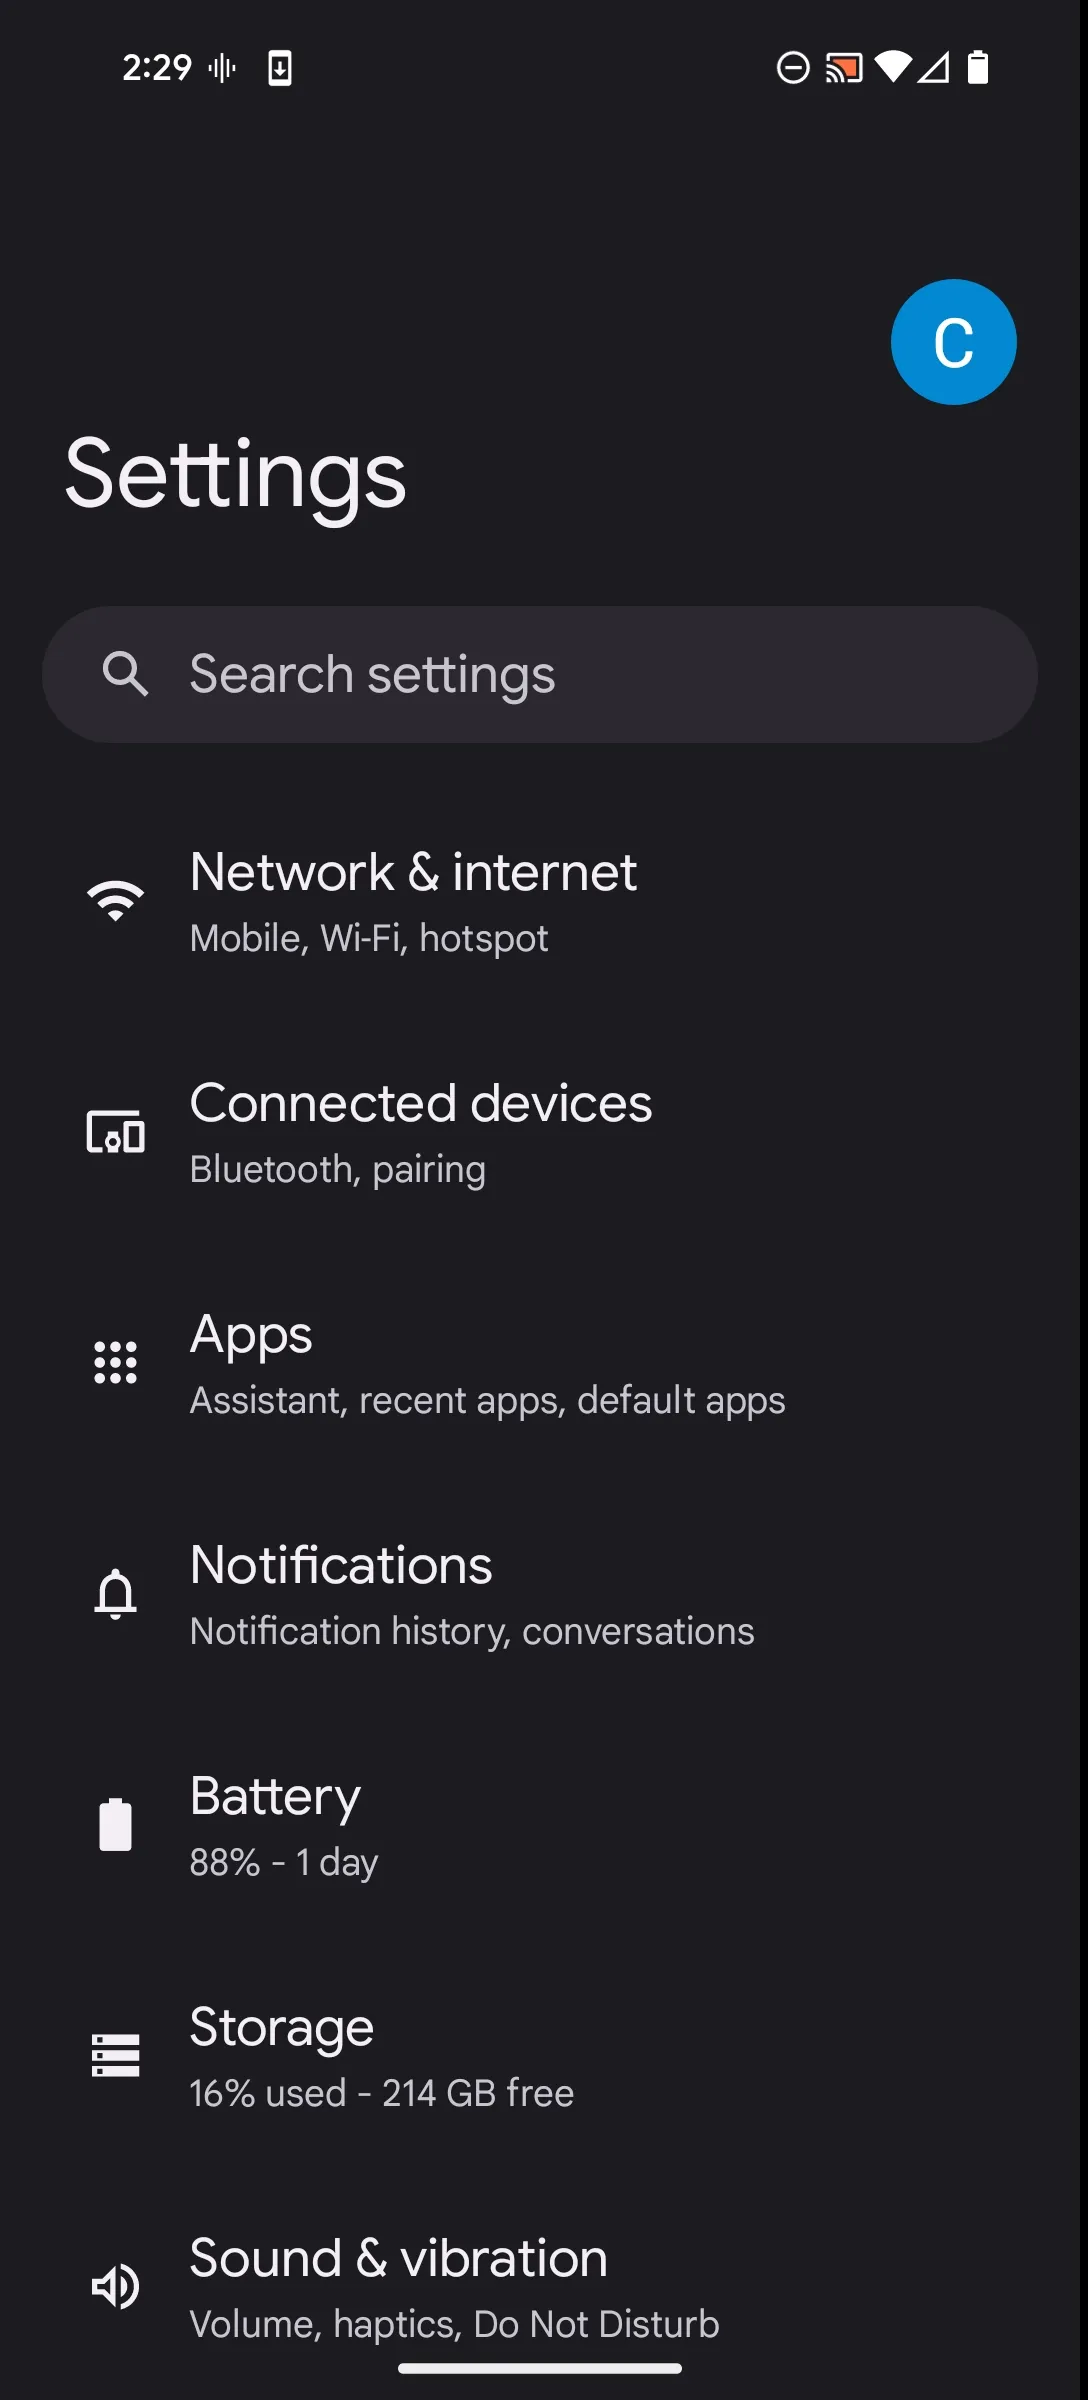 2:29
C
Settings
Search settings
Network & internet
Mobile, Wi-Fi, hotspot
Connected devices
Bluetooth, pairing
Apps
Assistant, recent apps, default apps
Notifications
Notification history, conversations
Battery
88% - 1 day
Storage
16% used - 214 GB free
Sound & vibration
Volume, haptics, Do Not Disturb